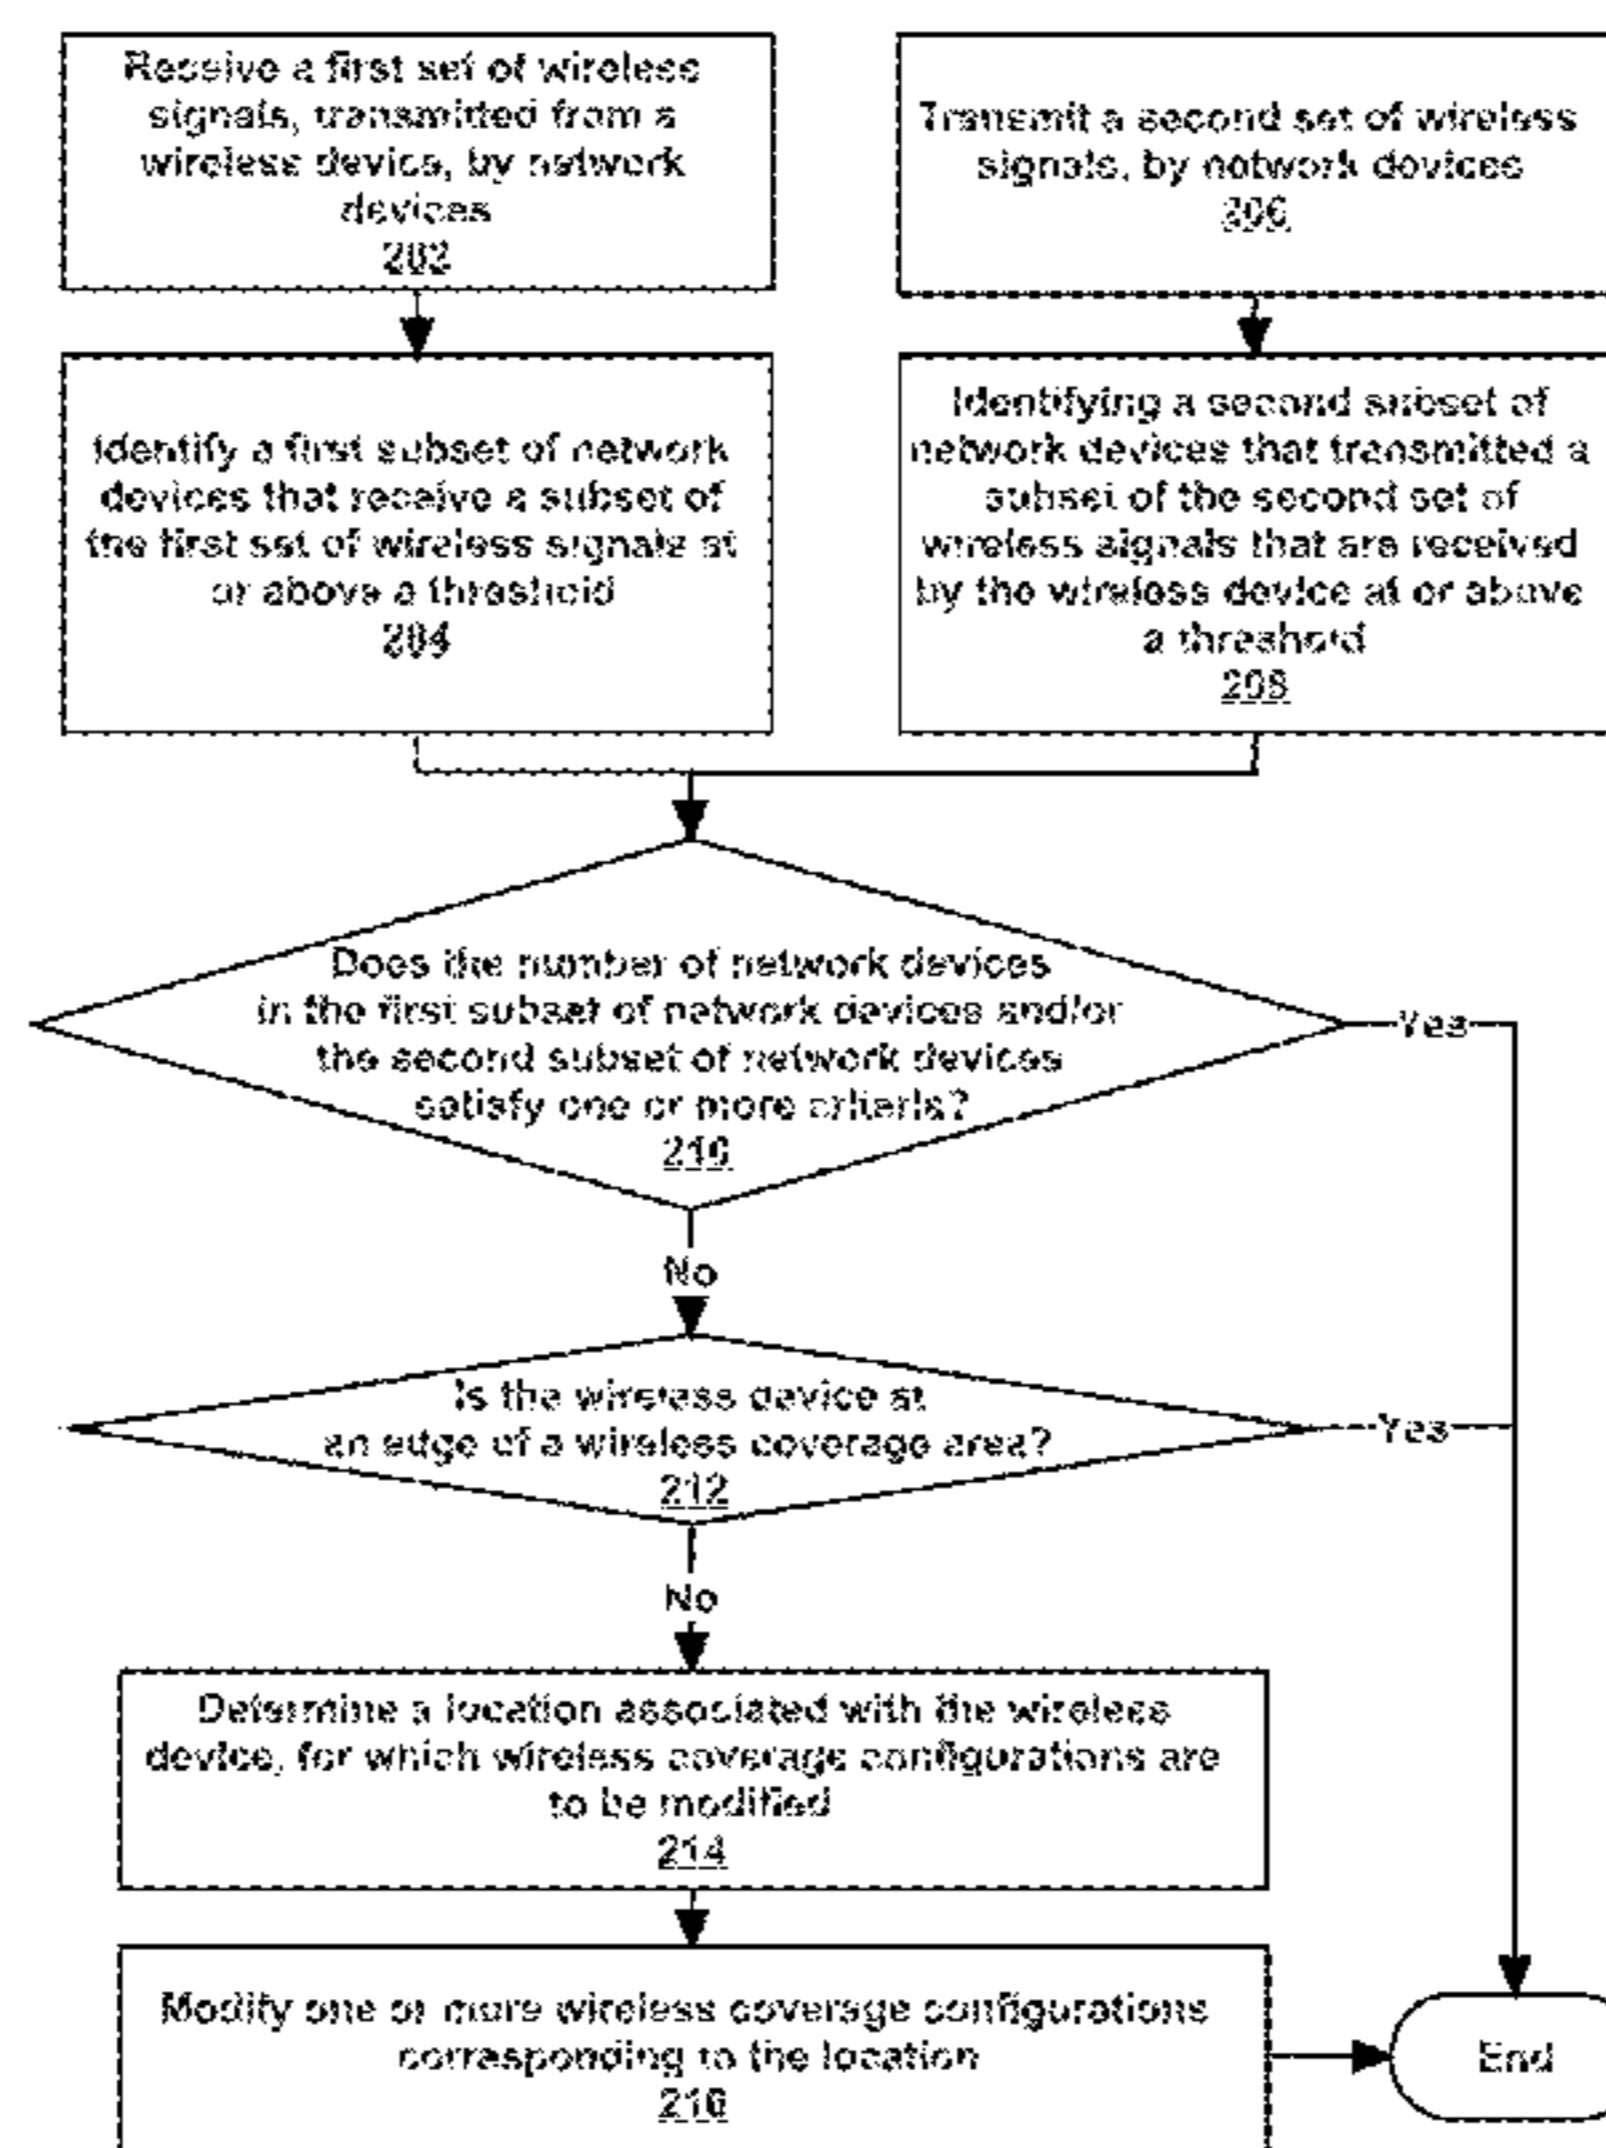 Receive a first set of wireless
signals, transmitted from a
wireless device, by network
devices
202
Transmit a second set of wireless
signals, by network devices
206
Identify a first subset of network
devices that receive a subset of
the first set of wireless signals at
or above a threshold
204
Identifying a second subset of
network devices that transmitted a
subset of the second set of
wireless signals that are received
by the wireless device at or above
a threshold
208
Does the number of network devices
in the first subset of network devices and/or
the second subset of network devices
satisfy one or more criteria?
210
Yes
No
Is the wireless device at
an edge of a wireless coverage area?
212
Yes
No
Determine a location associated with the wireless
device, for which wireless coverage configurations are
to be modified
214
Modify one or more wireless coverage configurations
corresponding to the location
216
End